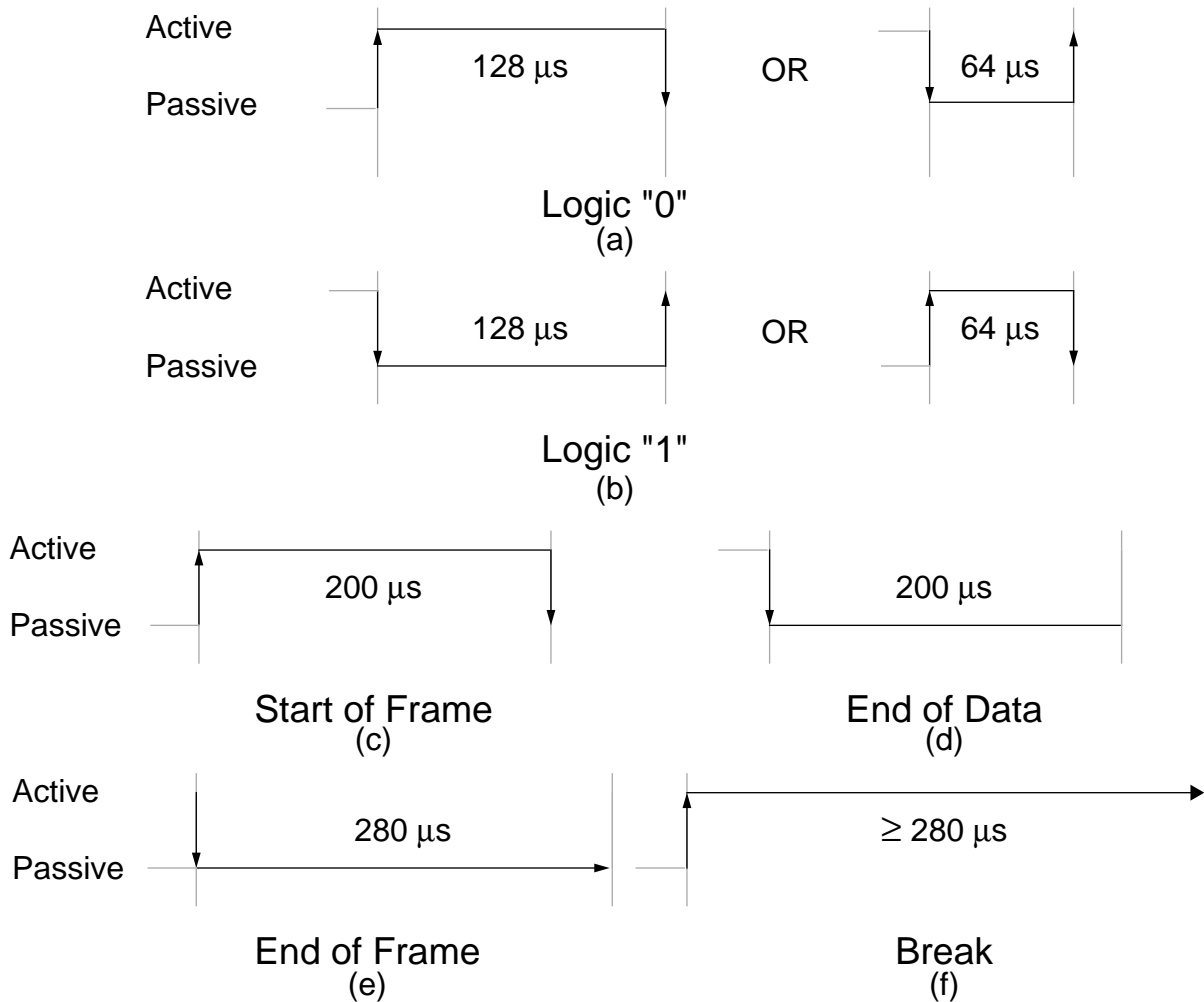 Active
128 μs
OR
64 μs
Passive
Logic "0"
(a)
Active
128 μs
OR
64 μs
Passive
Logic "1"
(b)
Active
200 μs
200 μs
Passive
Start of Frame
(c)
End of Data
(d)
Active
280 μs
≥ 280 μs
Passive
End of Frame
(e)
Break
(f)